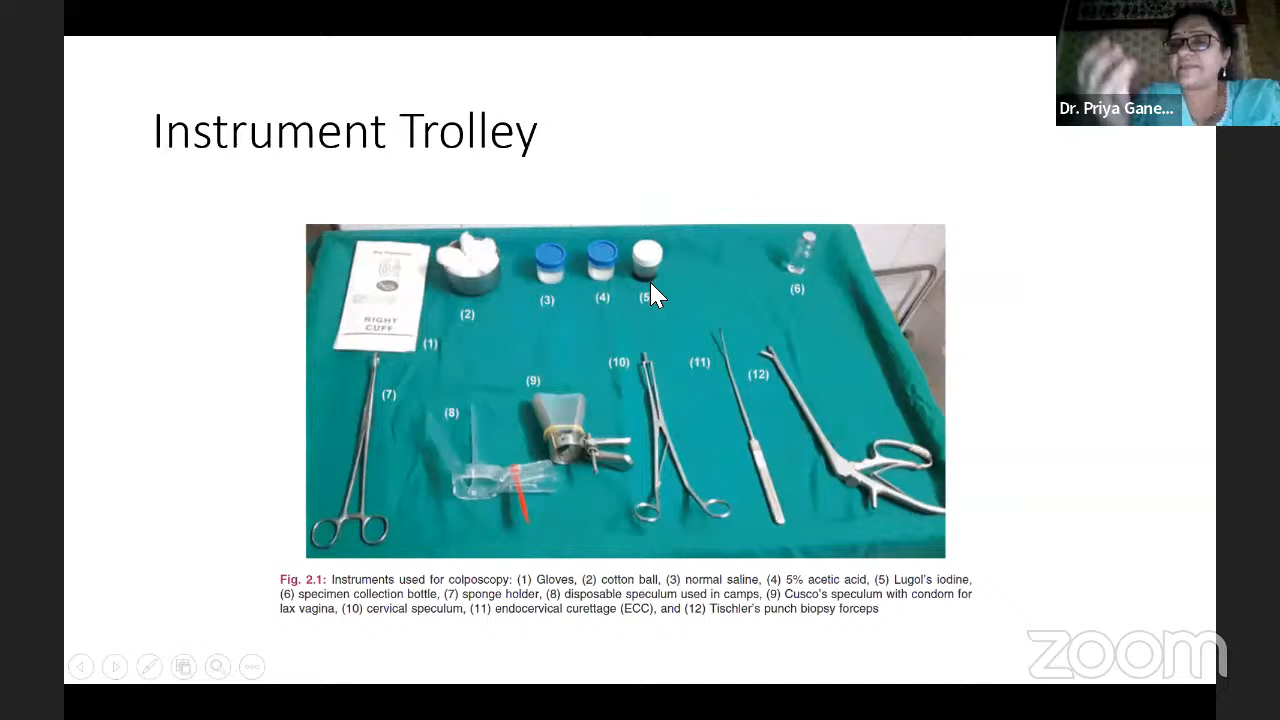 Dr. Priya Gane...
Instrument Trolley
RIGHT
CUFF
(1)
(2)
(3)
(4)
(5
(6)
(7)
(8)
(9)
(10)
(11)
(12)
Fig. 2.1: Instruments used for colposcopy: (1) Gloves, (2) cotton ball, (3) normal saline, (4) 5% acetic acid, (5) Lugol's iodine,
(6) specimen collection bottle, (7) sponge holder, (8) disposable speculum used in camps, (9) Cusco's speculum with condom for
lax vagina, (10) cervical speculum, (11) endocervical curettage (ECC), and (12) Tischler's punch biopsy forceps
zoom